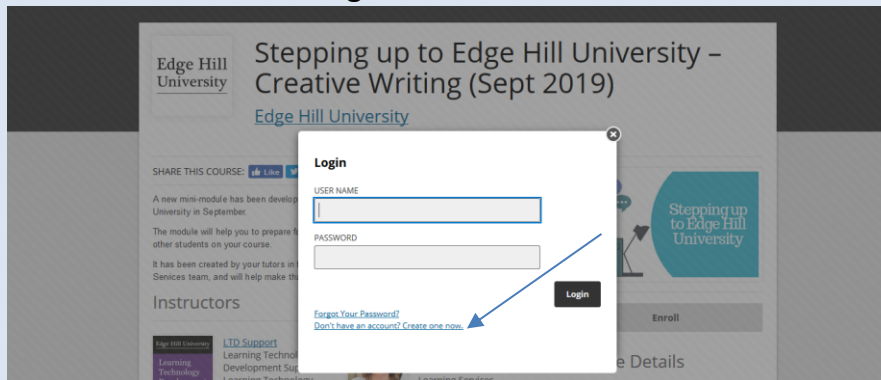 Edge Hill
University
Stepping up to Edge Hill University –
Creative Writing (Sept 2019)
Edge Hill University
SHARE THIS COURSE:
Like
A new mini-module has been
University in September.
The module will help you to prepare
other students on your course.
It has been created by your tutors in
Services team, and will help make
Instructors
Edge Hill University
Learning
Technology
LTD Support
Learning
Development
Learning Technology
Login
USER NAME
PASSWORD
Login
Forgot Your Password?
Don't have an account? Create one now.
Learning Services
Stepping up
to Edge Hill
University
Enroll
Details